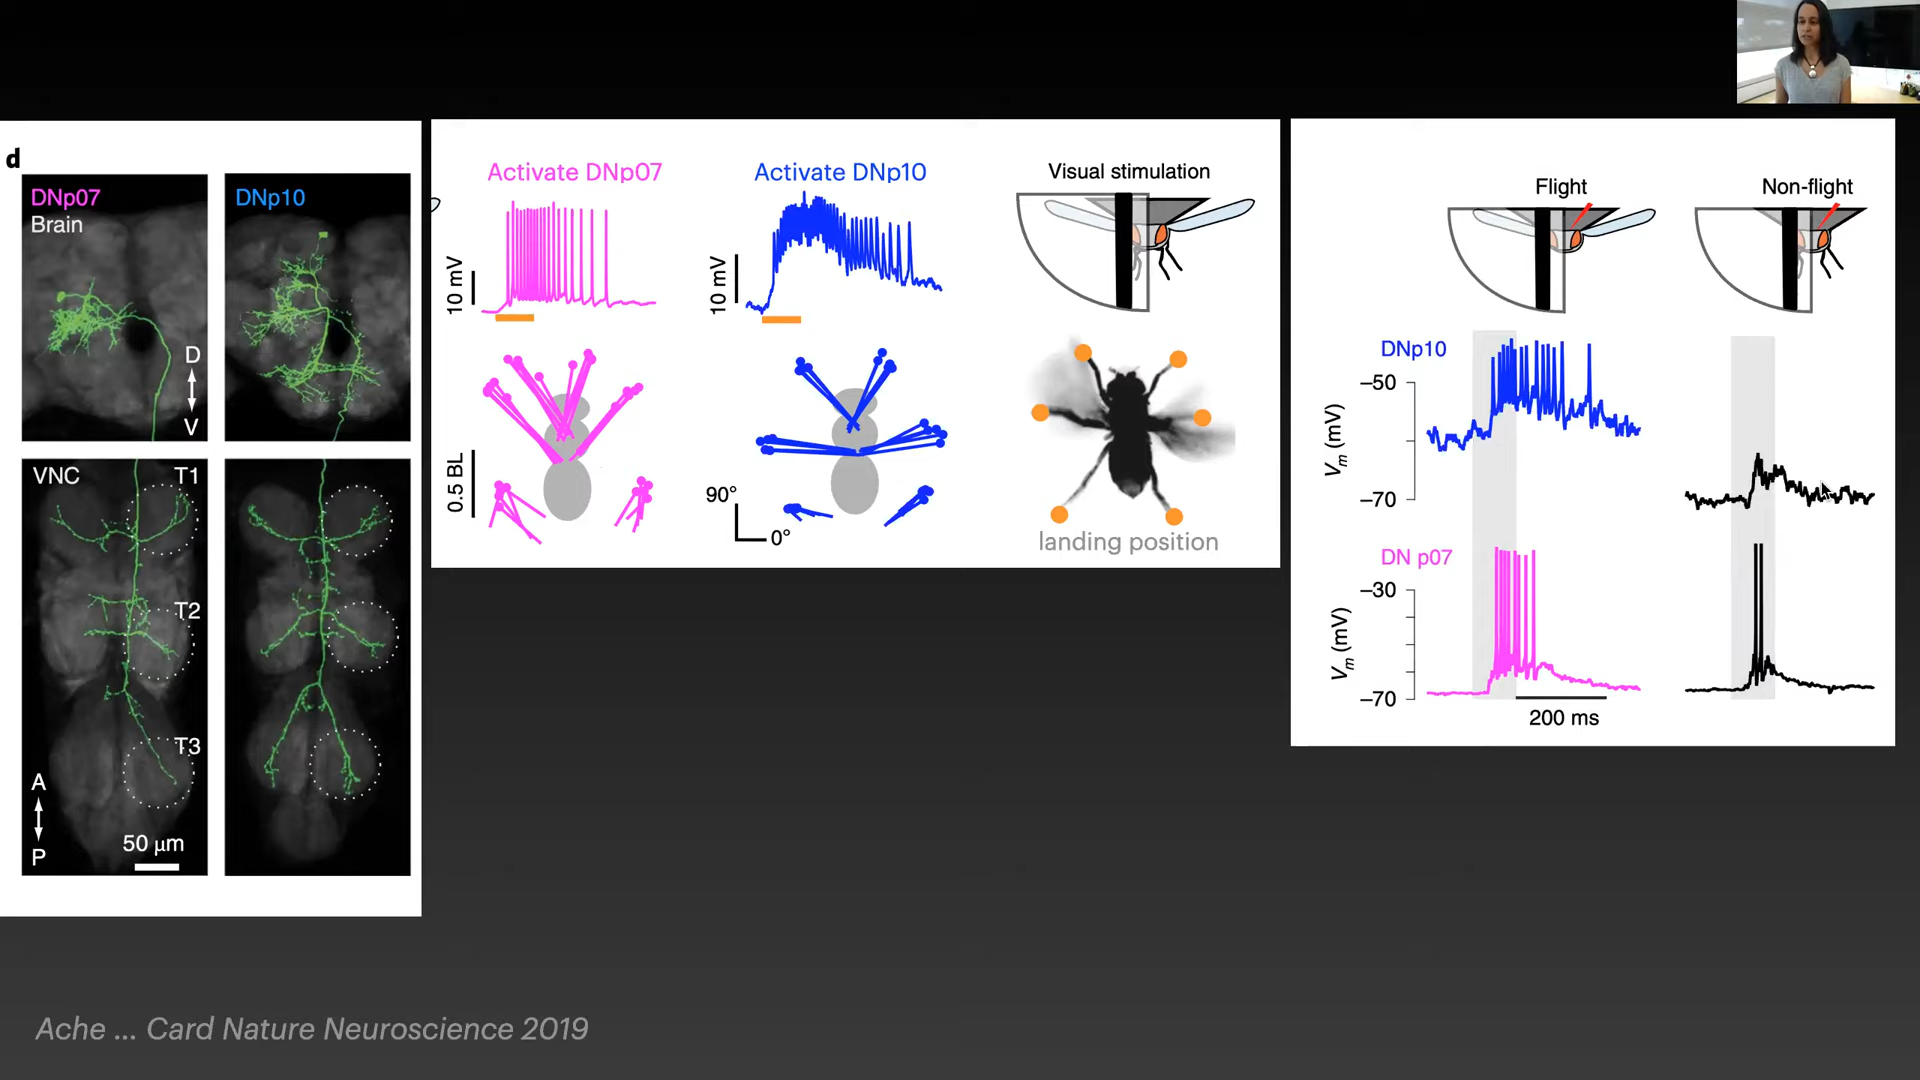 d
DNp07
Brain
DNp10
D
V
VNC
T1
T2
T3
A
P
50 µm
Activate DNp07
Activate DNp10
Visual stimulation
10 mV
10 mV
0.5 BL
90°
0°
landing position
Flight
Non-flight
DNp10
−50
Vm (mV)
−70
DN p07
−30
Vm (mV)
−70
200 ms
Ache ... Card Nature Neuroscience 2019